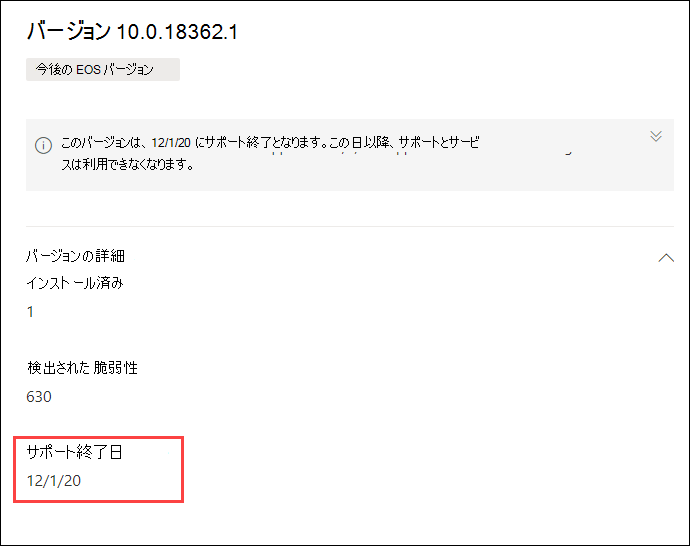 バージョン 10.0.18362.1
今後の EOS バージョン
このバージョンは、12/1/20 にサポート終了となります。この日以降、サポートとサービ
スは利用できなくなります。
バージョンの詳細
インストール済み
1
検出された 脆弱性
630
サポート終了日
12/1/20